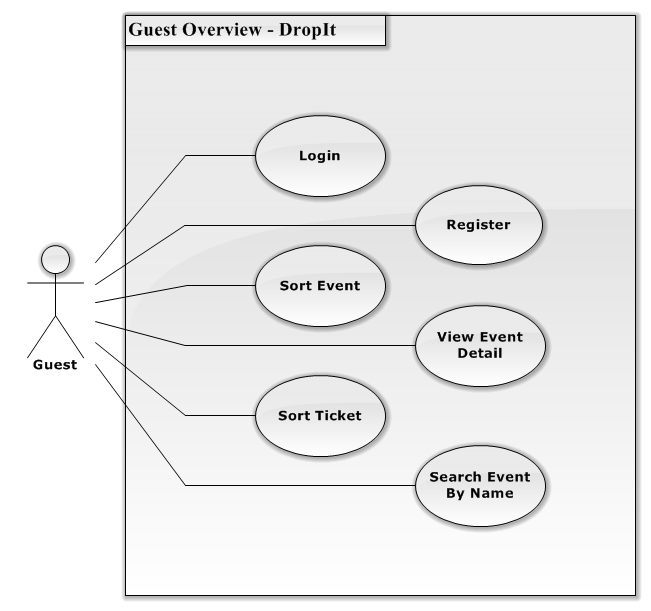 Guest Overview - DropIt
Login
Register
Sort Event
View Event
Detail
Guest
Sort Ticket
Search Event
By Name